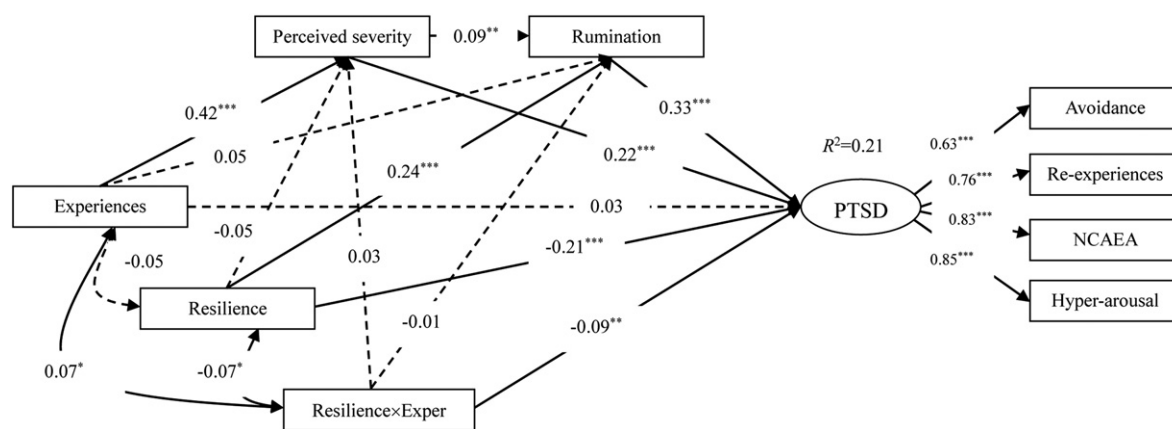 Perceived severity
0.09**
Rumination
0.42***
0.33***
Avoidance
0.05
0.22***
R²=0.21
0.63***
0.24***
0.76***
Re-experiences
Experiences
0.03
PTSD
0.83***
NCAEA
-0.05
-0.05
0.03
-0.21***
0.85***
Hyper-arousal
Resilience
-0.01
-0.09**
0.07*
-0.07*
Resilience×Exper